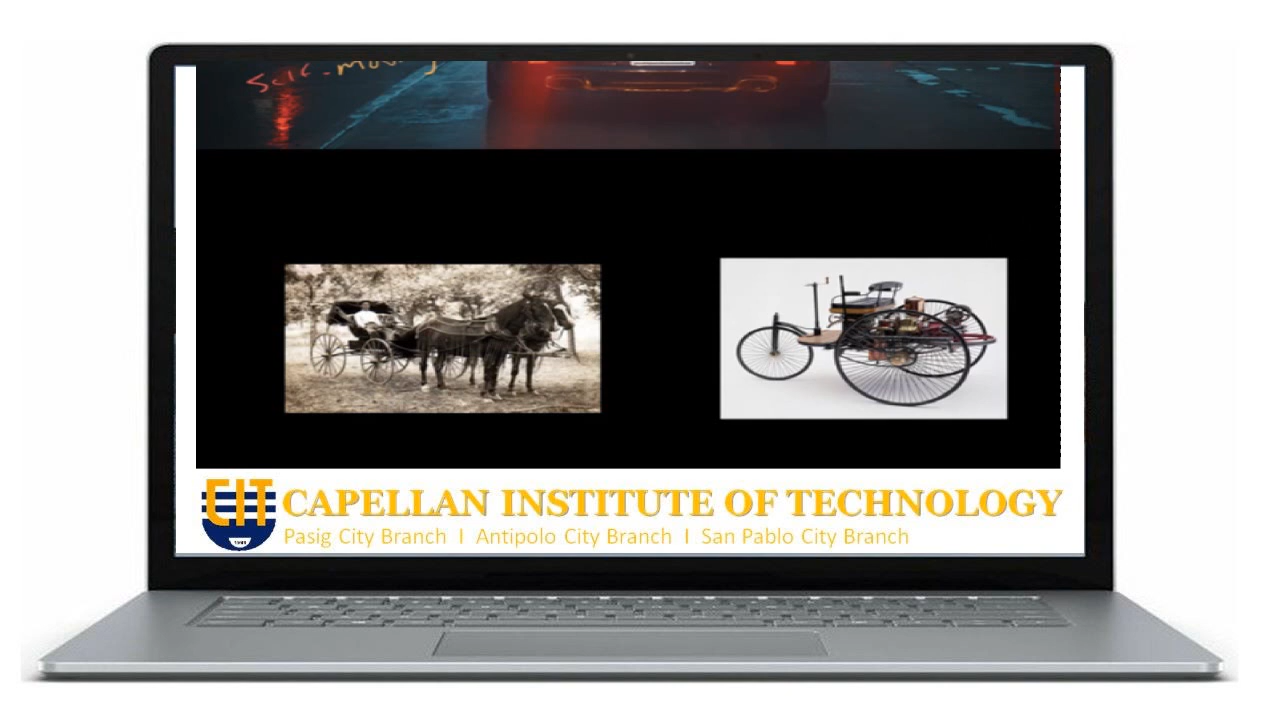 CIT CAPELLAN INSTITUTE OF TECHNOLOGY
Pasig City Branch I Antipolo City Branch I San Pablo City Branch